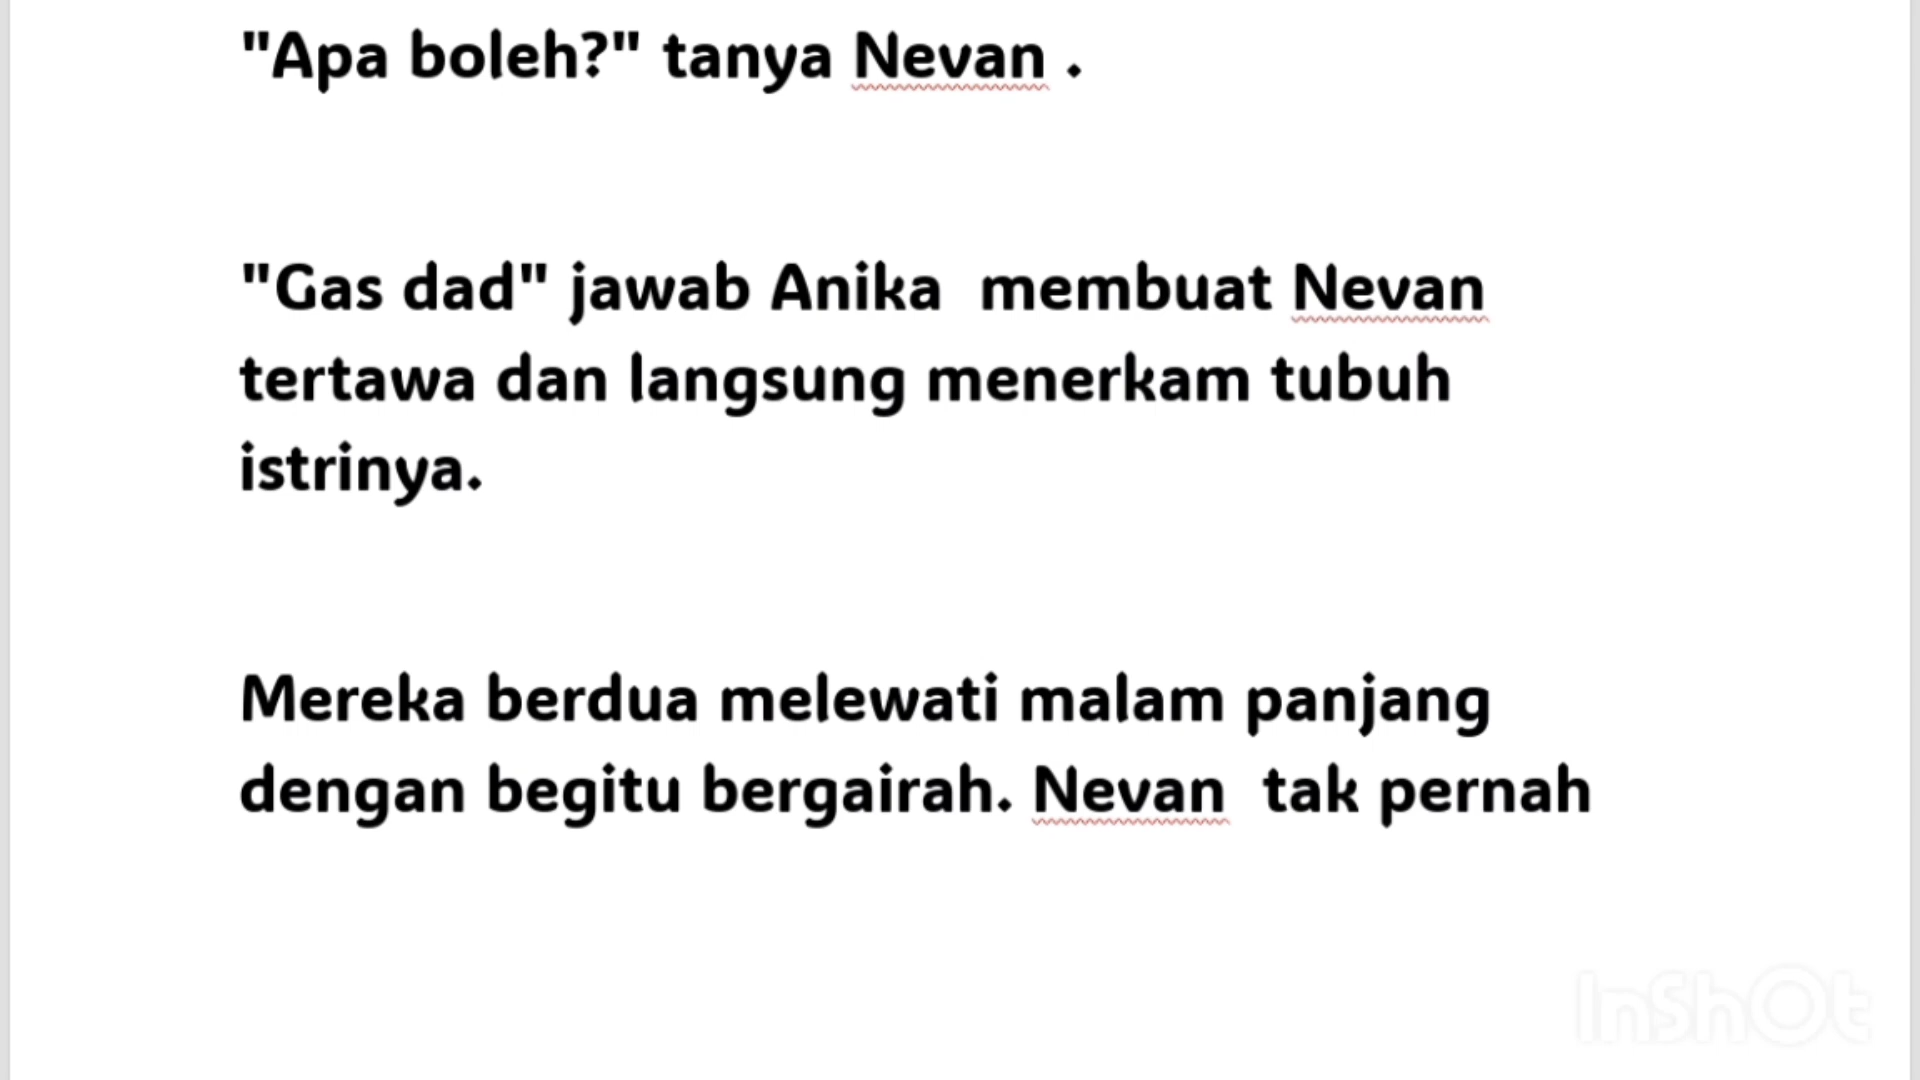 "Apa boleh?" tanya Nevan .
"Gas dad" jawab Anika  membuat Nevan
tertawa dan langsung menerkam tubuh
istrinya.
Mereka berdua melewati malam panjang
dengan begitu bergairah. Nevan  tak pernah
InShOt